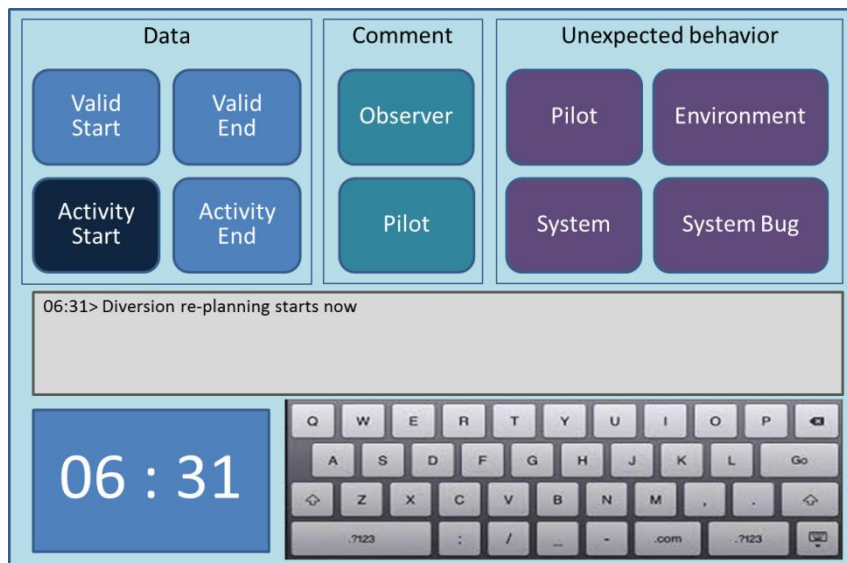 Data
Comment
Unexpected behavior
Valid
Start
Valid
End
Observer
Pilot
Environment
Activity
Start
Activity
End
Pilot
System
System Bug
06:31> Diversion re-planning starts now
06 : 31
Q W E R T Y U I O P
A S D F G H J K L Go
Z X C V B N M , .
.?123 : / _ - .com .?123